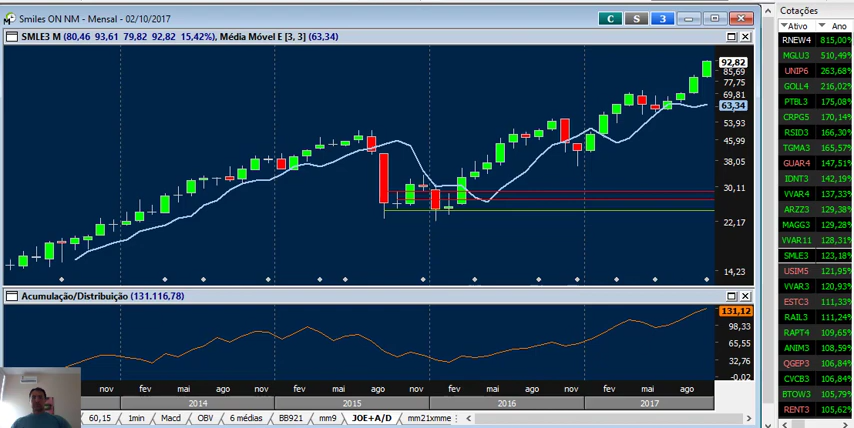 Smiles ON NM - Mensal - 02/10/2017
C S 3
SMLE3 M (80,46 93,61 79,82 92,82 15,42%), Média Móvel E [3, 3] (63,34)
92,82
85,69
77,75
69,81
63,34
53,93
45,99
38,05
30,11
22,17
14,23
Acumulação/Distribuição (131.116,78)
131,12
98,33
65,55
32,76
-0,02
nov fev mai ago nov fev mai ago nov fev mai ago nov fev mai ago
2014 2015 2016 2017
60,15 1min Macd OBV 6 médias BB921 mm9 JOE+A/D mm21xmme
Cotações
Ativo Ano
RNEW4 815,00%
MGLU3 510,49%
UNIP6 263,68%
GOLL4 216,02%
PTBL3 175,08%
CRPG5 170,14%
RSID3 166,30%
TGMA3 165,57%
GUAR4 147,51%
IDNT3 142,19%
VVAR4 137,33%
ARZZ3 129,38%
MAGG3 129,28%
VVAR11 128,31%
SMLE3 123,18%
USIM5 121,95%
VVAR3 120,93%
ESTC3 111,33%
RAIL3 111,24%
RAPT4 109,65%
ANIM3 108,59%
QGEP3 106,84%
CVCB3 106,84%
BTOW3 105,79%
RENT3 105,62%